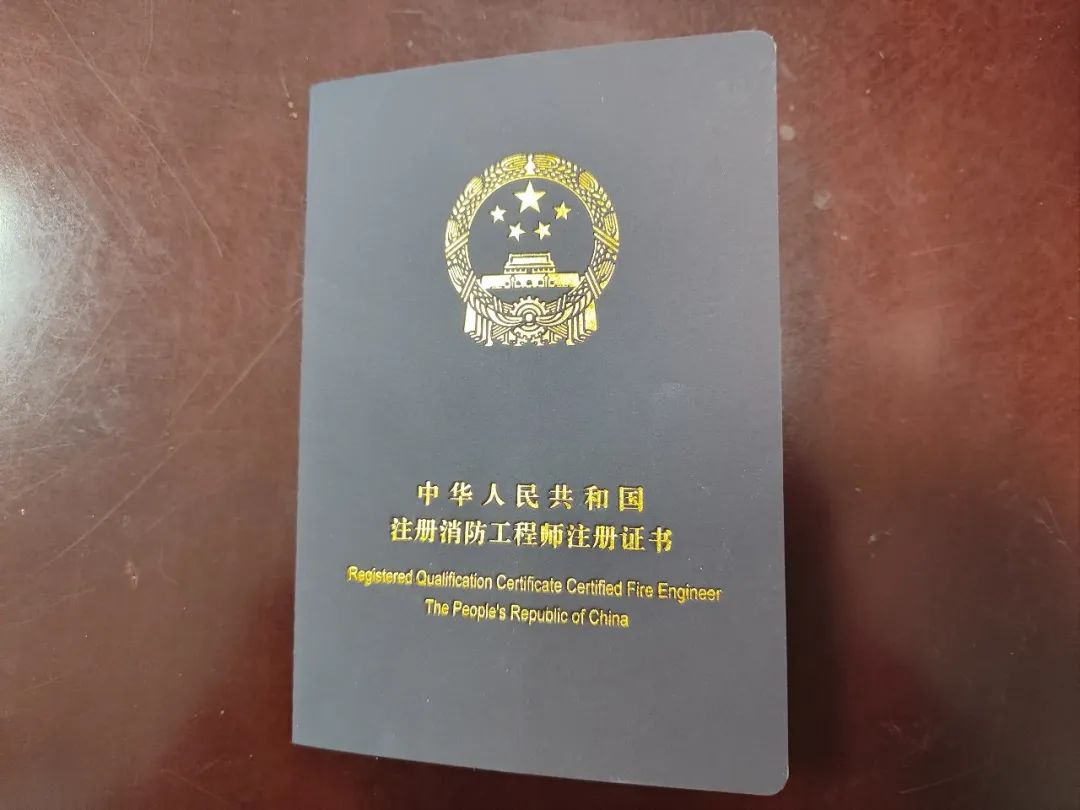 中华人民共和国
注册消防工程师注册证书
Registered Qualification Certificate Certified Fire Engineer
The People's Republic of China